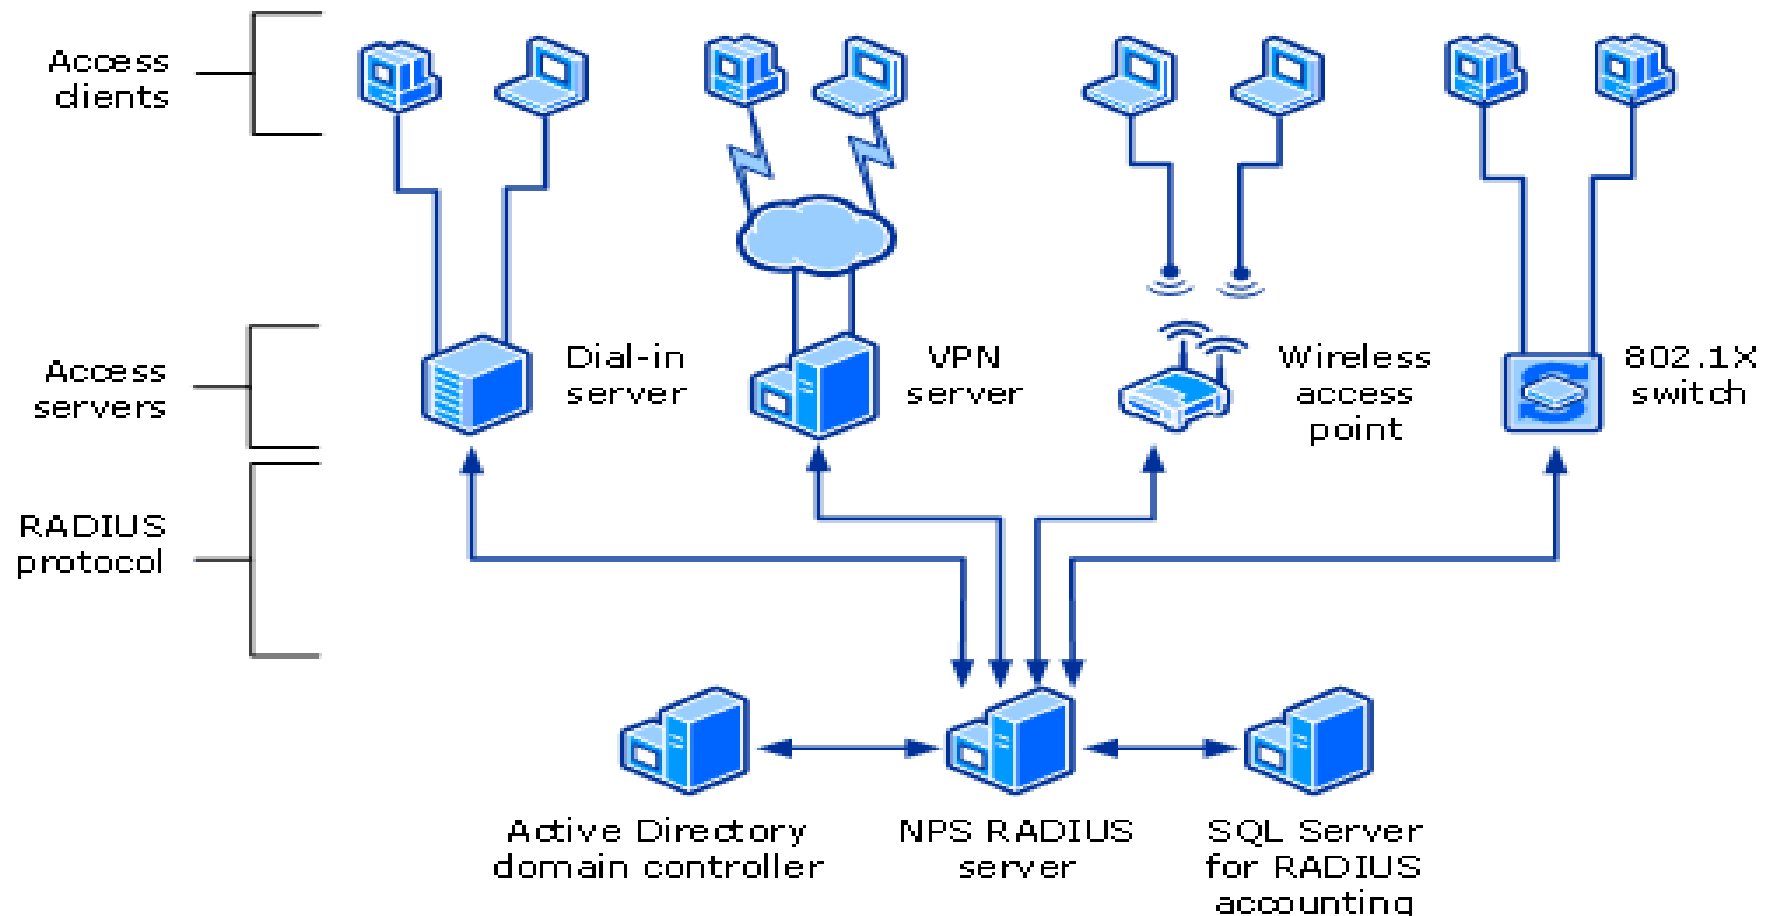 Access
clients
Access
servers
Dial-in
server
VPN
server
Wireless
access
point
802.1X
switch
RADIUS
protocol
Active Directory
domain controller
NPS RADIUS
server
SQL Server
for RADIUS
accounting